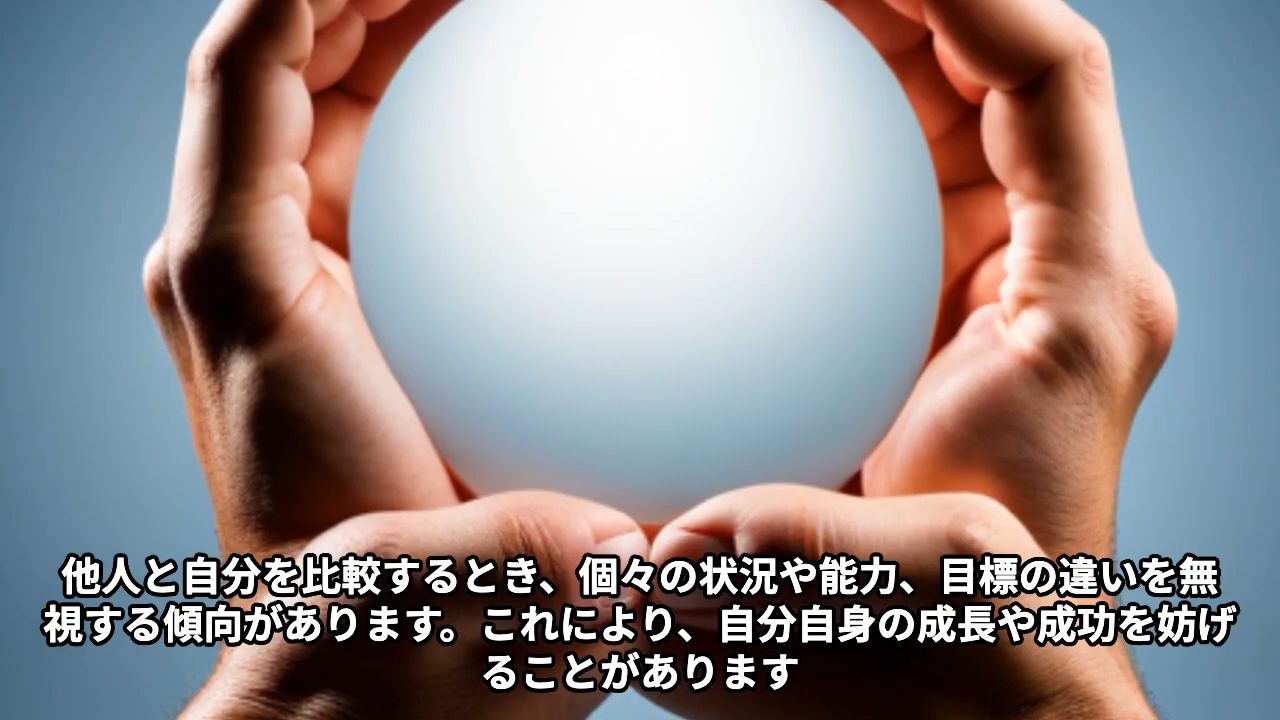 他人と自分を比較するとき、個々の状況や能力、目標の違いを無
視する傾向があります。これにより、自分自身の成長や成功を妨げ
ることがあります